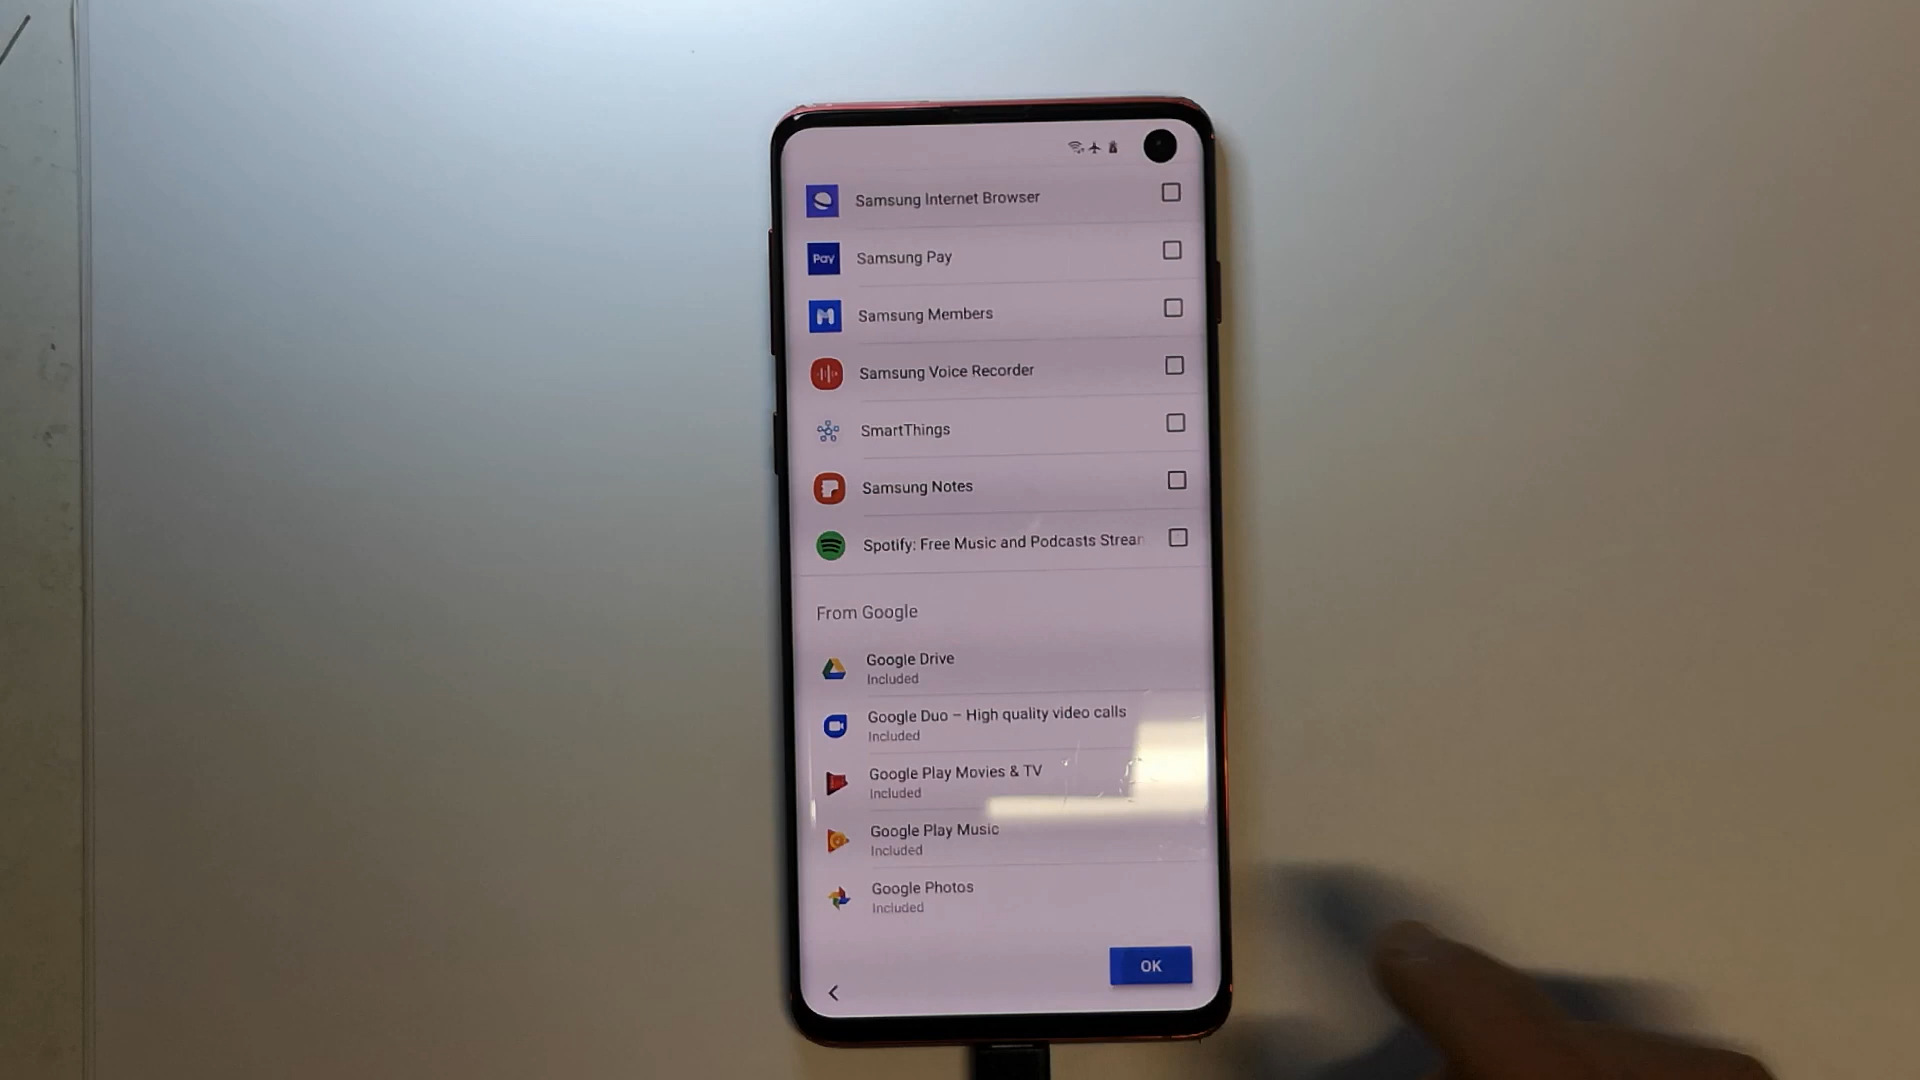 Samsung Internet Browser
Pay
Samsung Pay
Samsung Members
Samsung Voice Recorder
SmartThings
Samsung Notes
Spotify: Free Music and Podcasts Strear
From Google
Google Drive
Included
Google Duo – High quality video calls
Included
Google Play Movies & TV
Included
Google Play Music
Included
Google Photos
Included
OK